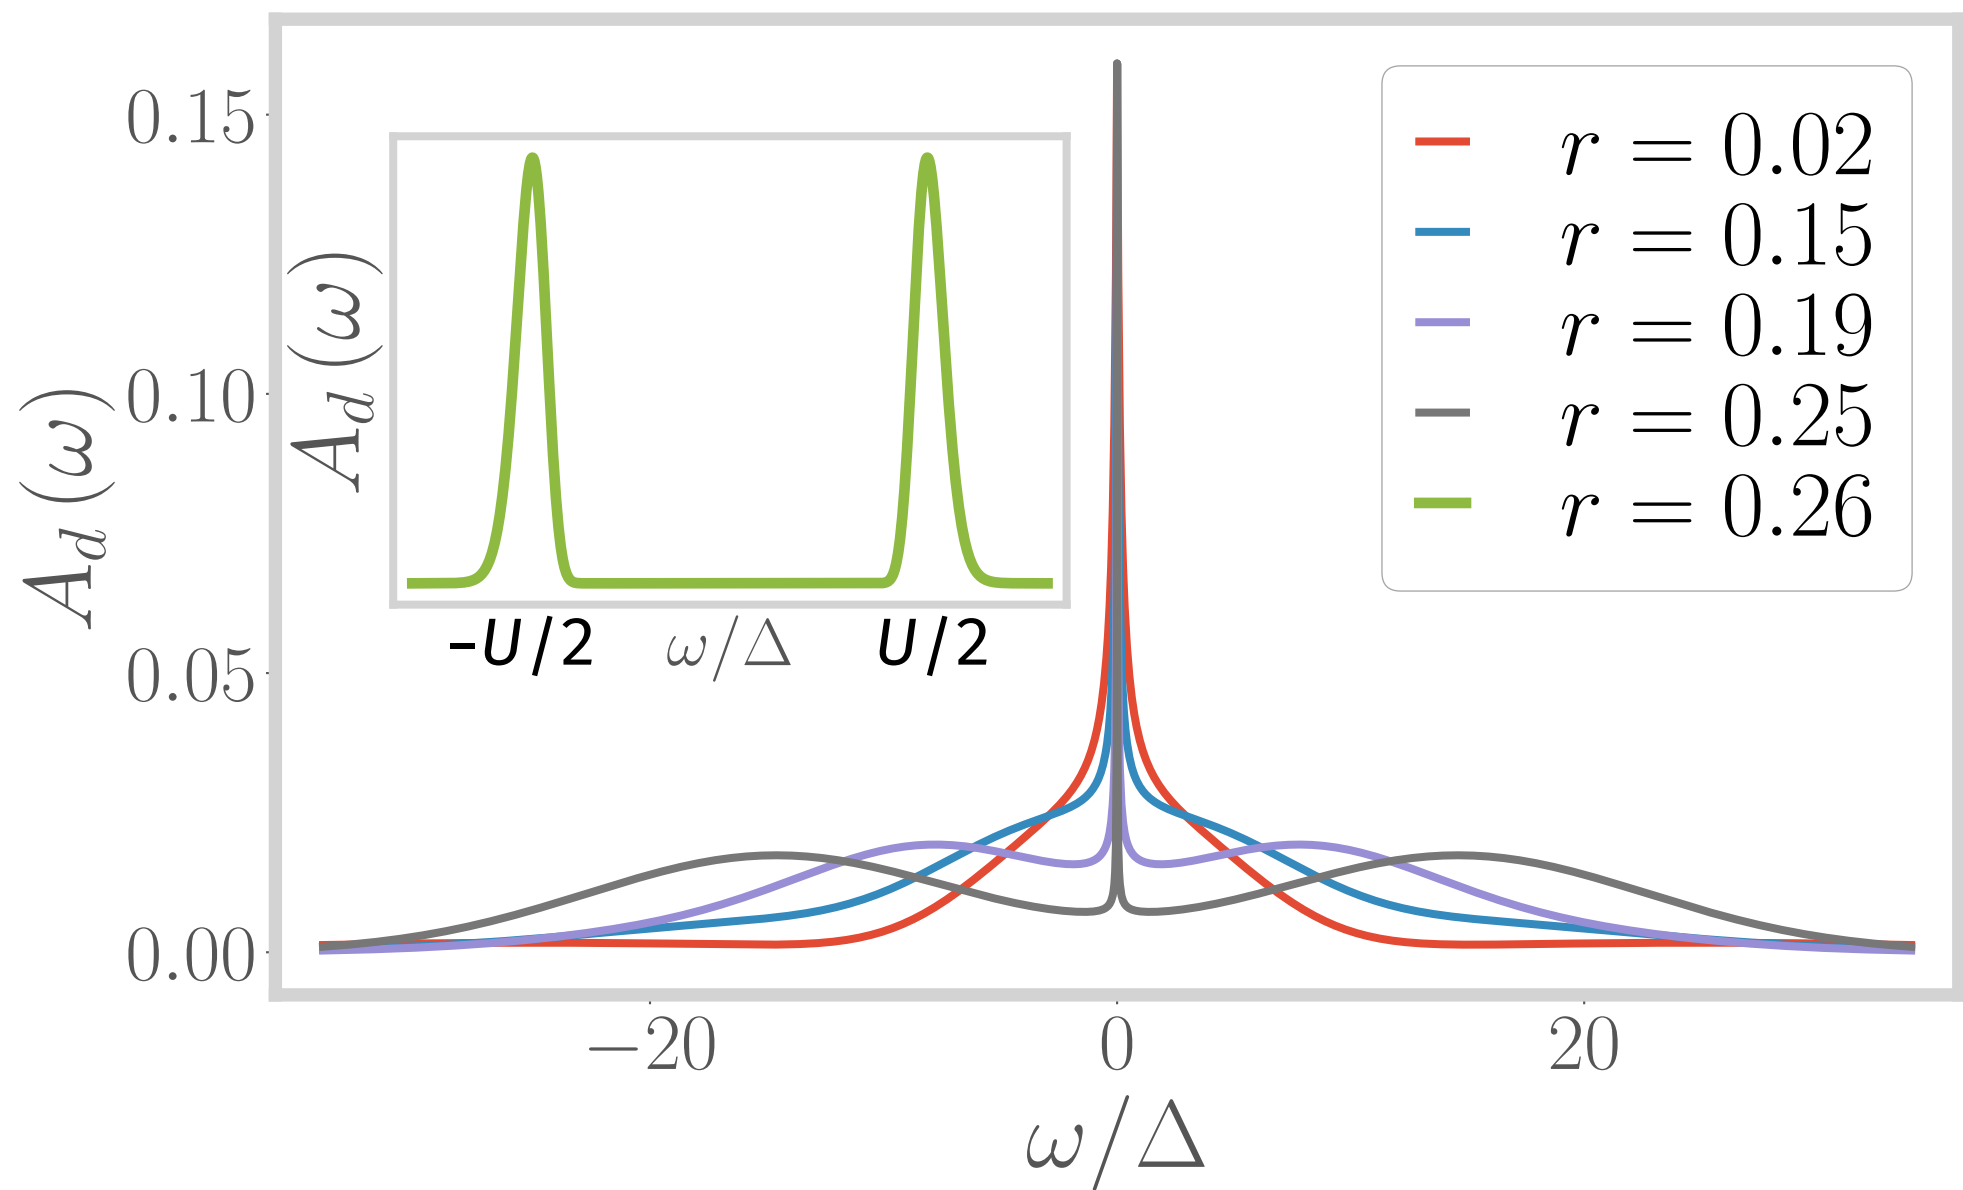 0.15
0.10
0.05
0.00
A_d(ω)
A_d(ω)
–U/2
ω/Δ
U/2
r = 0.02
r = 0.15
r = 0.19
r = 0.25
r = 0.26
−20
0
20
ω/Δ